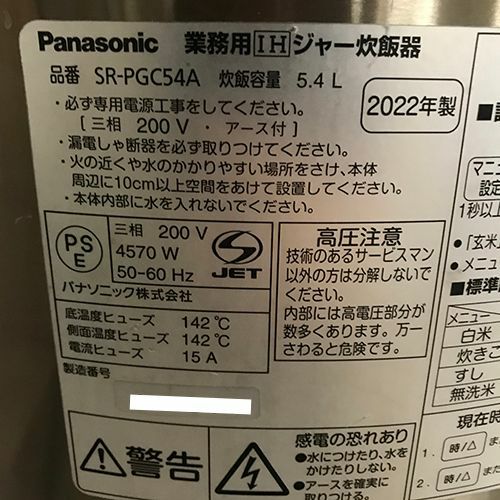 Panasonic 業務用IHジャー炊飯器
品番 SR-PGC54A 炊飯容量 5.4 L
・必ず専用電源工事をしてください。
[三相 200 V ・ アース付]
2022年製
・漏電しゃ断器を必ず取りつけてください。
・火の近くや水のかかりやすい場所をさけ、本体
周辺に10cm以上空間をあけて設置してください。
・本体内部に水を入れないでください。
PSE
三相 200 V
4570 W
50-60 Hz
S
JET
パナソニック株式会社
底温度ヒューズ 142 ℃
側面温度ヒューズ 142 ℃
電流ヒューズ 15 A
製造番号
高圧注意
技術のあるサービスマン
以外の方は分解しないで
ください。
内部には高電圧部分が
数多くあります。万一
さわると危険です。
警告
感電の恐れあり
●水につけたり、水を
かけたりしない。
●アースを確実に
取りつける。
マニュ
設定
1秒以上
●「玄米
●メニュ
■標準
メニュー
白米
炊きこ
すし
無洗米
現在時
1. 時/△ ま
2. 時/△ ま